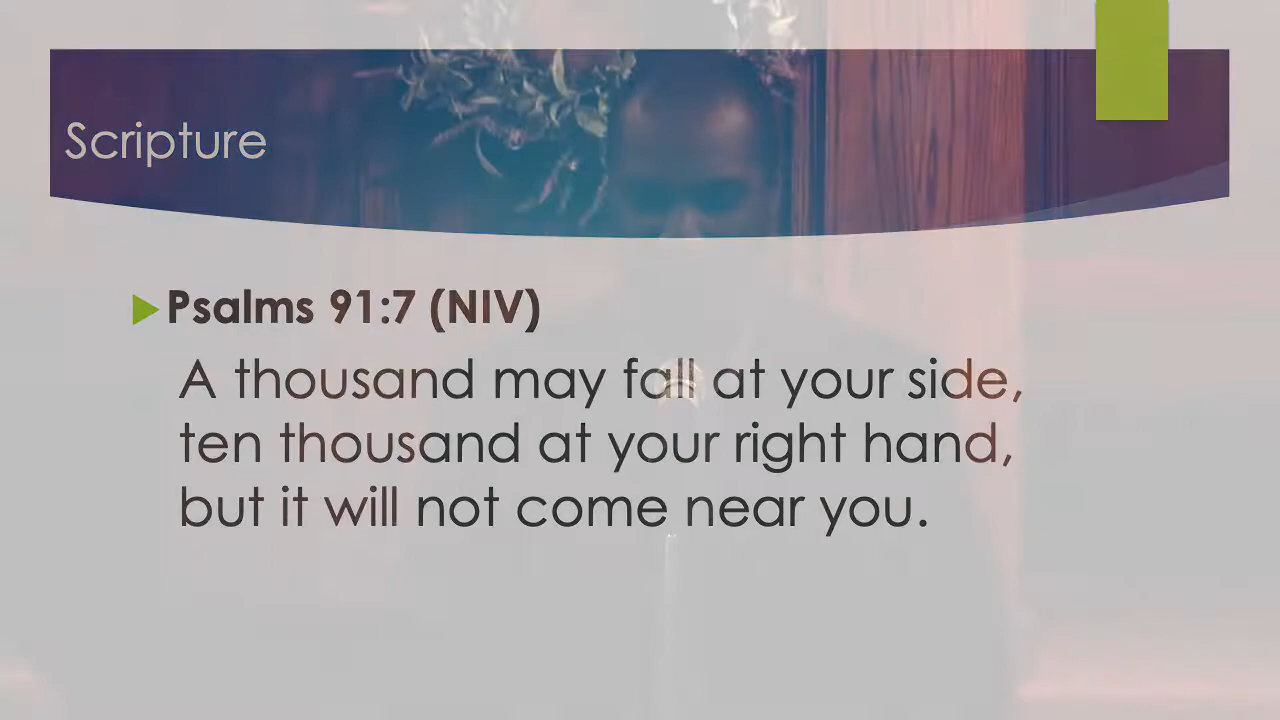 Scripture
Psalms 91:7 (NIV)
A thousand may fall at your side,
ten thousand at your right hand,
but it will not come near you.